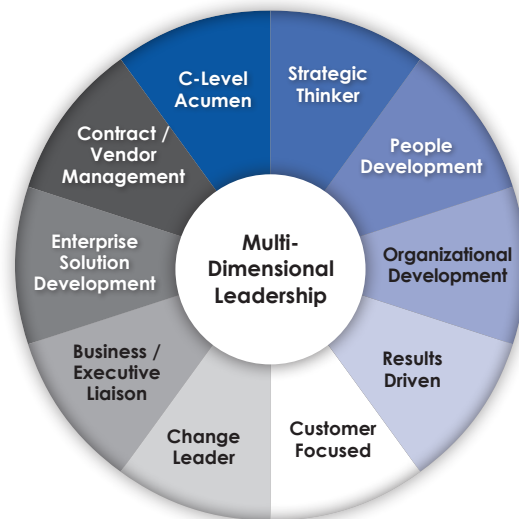 C-Level
Acumen
Strategic
Thinker
People
Development
Organizational
Development
Results
Driven
Customer
Focused
Change
Leader
Business /
Executive
Liaison
Enterprise
Solution
Development
Contract /
Vendor
Management
Multi-
Dimensional
Leadership